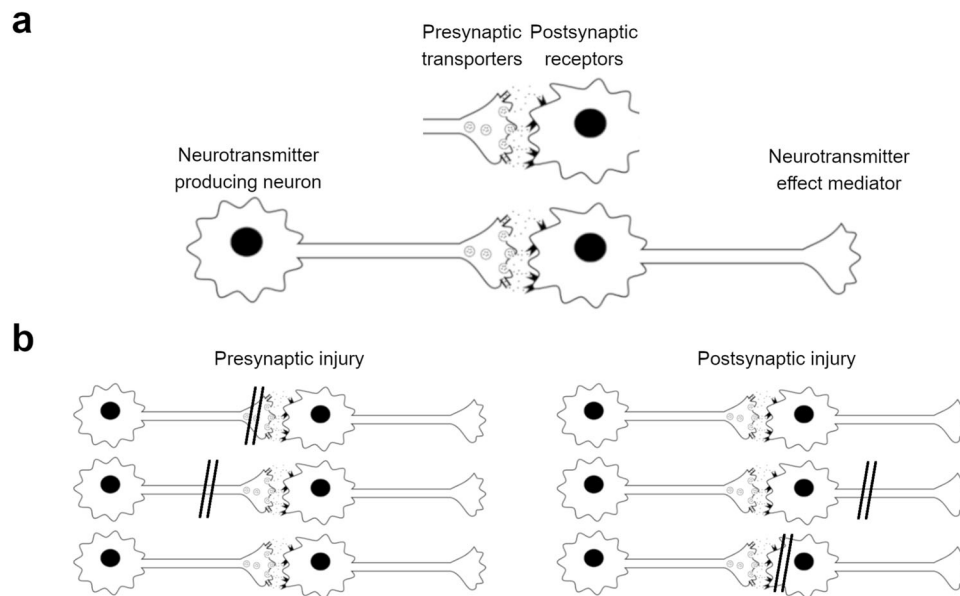 a
Presynaptic Postsynaptic
transporters receptors
Neurotransmitter
producing neuron
Neurotransmitter
effect mediator
b
Presynaptic injury
Postsynaptic injury